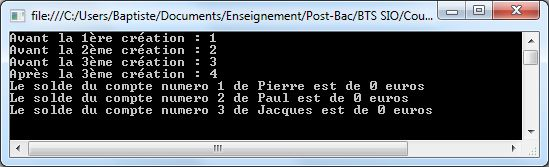 file:///C:/Users/Baptiste/Documents/Enseignement/Post-Bac/BTS SIO/Cou...
Avant la 1ère création : 1
Avant la 2ème création : 2
Avant la 3ème création : 3
Après la 3ème création : 4
Le solde du compte numero 1 de Pierre est de 0 euros
Le solde du compte numero 2 de Paul est de 0 euros
Le solde du compte numero 3 de Jacques est de 0 euros